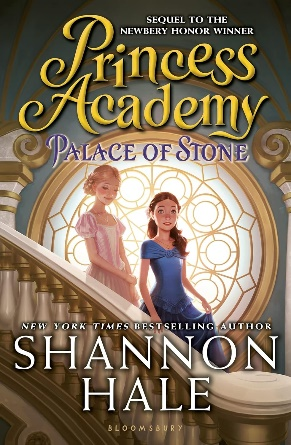 SEQUEL TO THE
NEWBERY HONOR WINNER
Princess
Academy
PALACE OF STONE
NEW YORK TIMES BESTSELLING AUTHOR
SHANNON
HALE
BLOOMSBURY